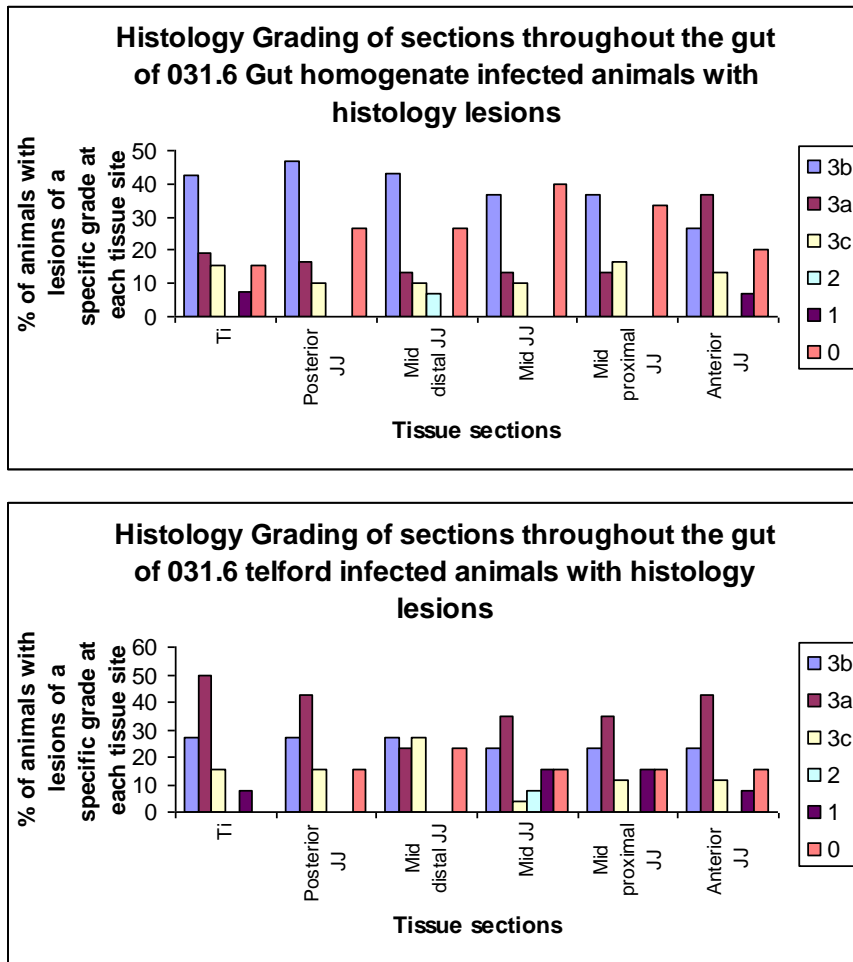 Histology Grading of sections throughout the gut
of 031.6 Gut homogenate infected animals with
histology lesions
% of animals with
lesions of a
specific grade at
each tissue site
50
40
30
20
10
0
Ti
Posterior
JJ
Mid
distal JJ
Mid JJ
Mid
proximal
JJ
Anterior
JJ
Tissue sections
3b
3a
3c
2
1
0
Histology Grading of sections throughout the gut
of 031.6 telford infected animals with histology
lesions
% of animals with
lesions of a
specific grade at
each tissue site
60
50
40
30
20
10
0
Ti
Posterior
JJ
Mid
distal JJ
Mid JJ
Mid
proximal
JJ
Anterior
JJ
Tissue sections
3b
3a
3c
2
1
0